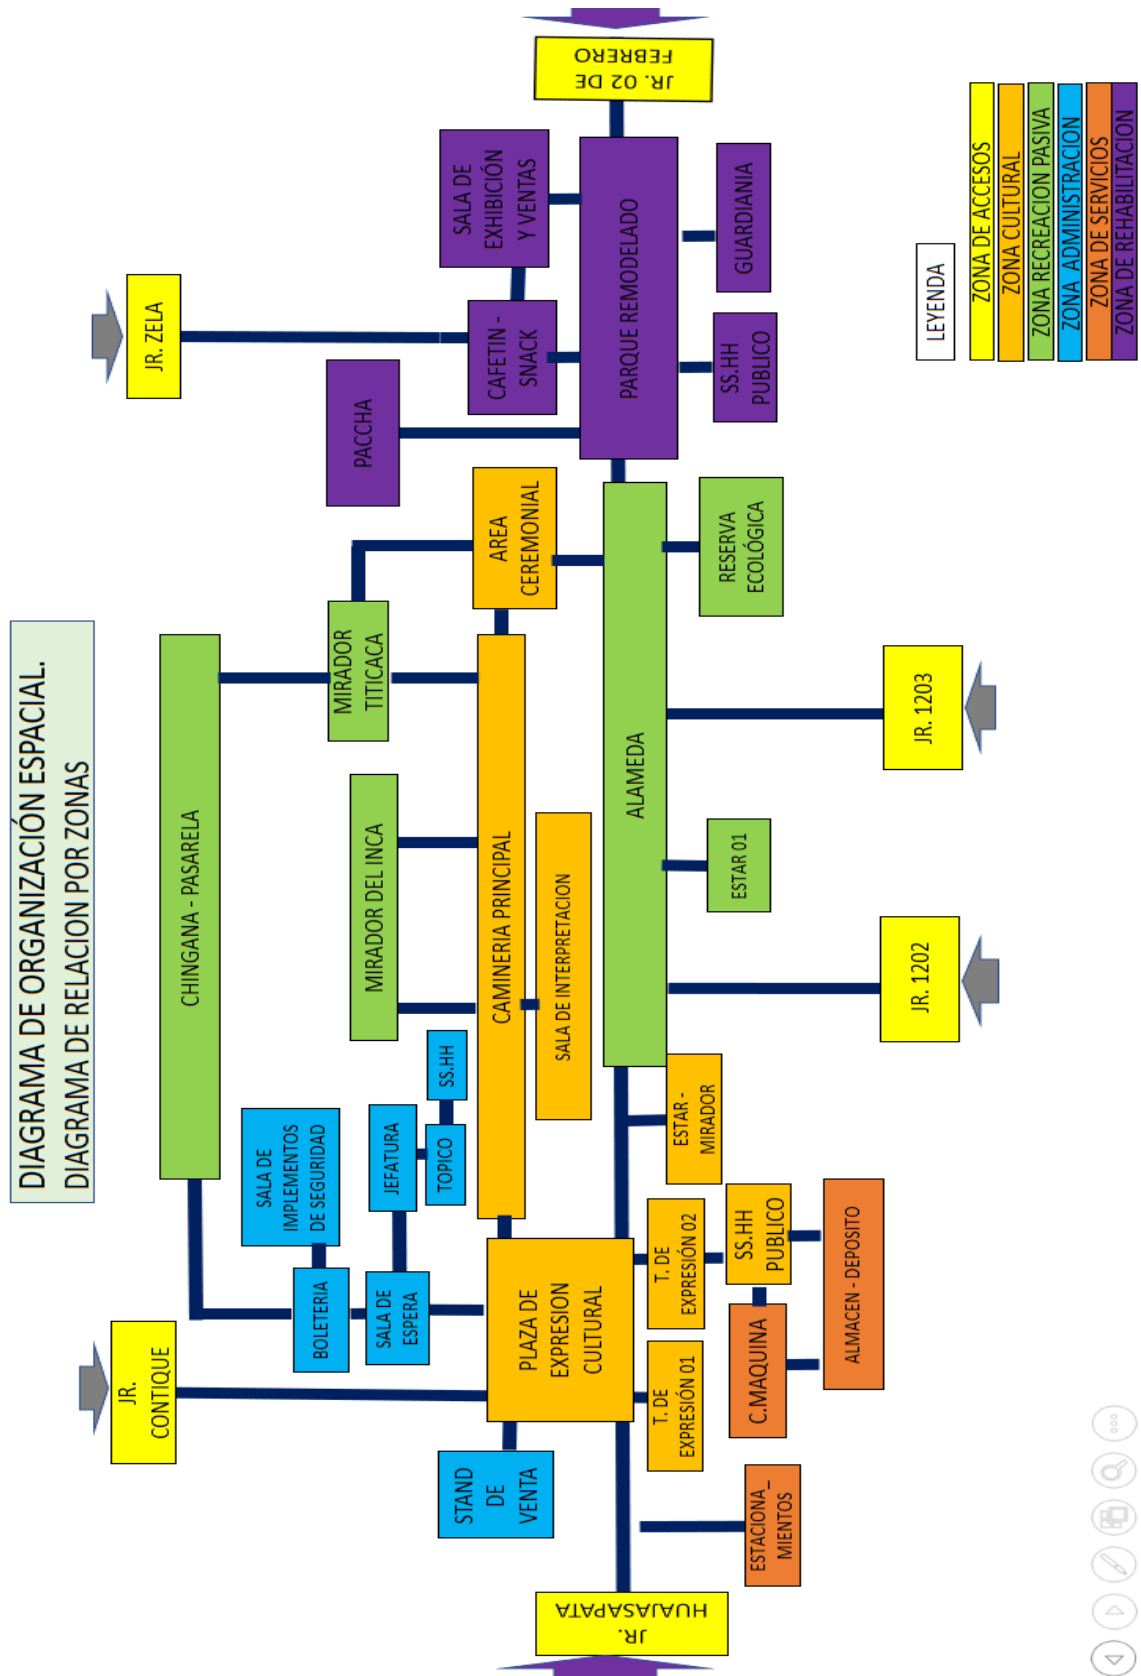 DIAGRAMA DE ORGANIZACIÓN ESPACIAL.
DIAGRAMA DE RELACION POR ZONAS
JR.
CONTIQUE
JR. ZELA
CHINGANA - PASARELA
SALA DE
IMPLEMENTOS
DE SEGURIDAD
BOLETERIA
MIRADOR
TITICACA
PACCHA
MIRADOR DEL INCA
JEFATURA
SALA DE
ESPERA
TOPICO
SS.HH
STAND
DE
VENTA
SALA DE
EXHIBICIÓN
Y VENTAS
CAFETIN -
SNACK
AREA
CEREMONIAL
CAMINERIA PRINCIPAL
PLAZA DE
EXPRESION
CULTURAL
SALA DE INTERPRETACION
JR.
HUAJASAPATA
JR. 02 DE
FEBRERO
PARQUE REMODELADO
ALAMEDA
T. DE
EXPRESIÓN 01
T. DE
EXPRESIÓN 02
ESTAR -
MIRADOR
ESTAR 01
RESERVA
ECOLÓGICA
SS.HH
PUBLICO
GUARDIANIA
ESTACIONA_
MIENTOS
C.MAQUINA
SS.HH
PUBLICO
ALMACEN - DEPOSITO
JR. 1202
JR. 1203
LEYENDA
ZONA DE ACCESOS
ZONA CULTURAL
ZONA RECREACION PASIVA
ZONA ADMINISTRACION
ZONA DE SERVICIOS
ZONA DE REHABILITACION